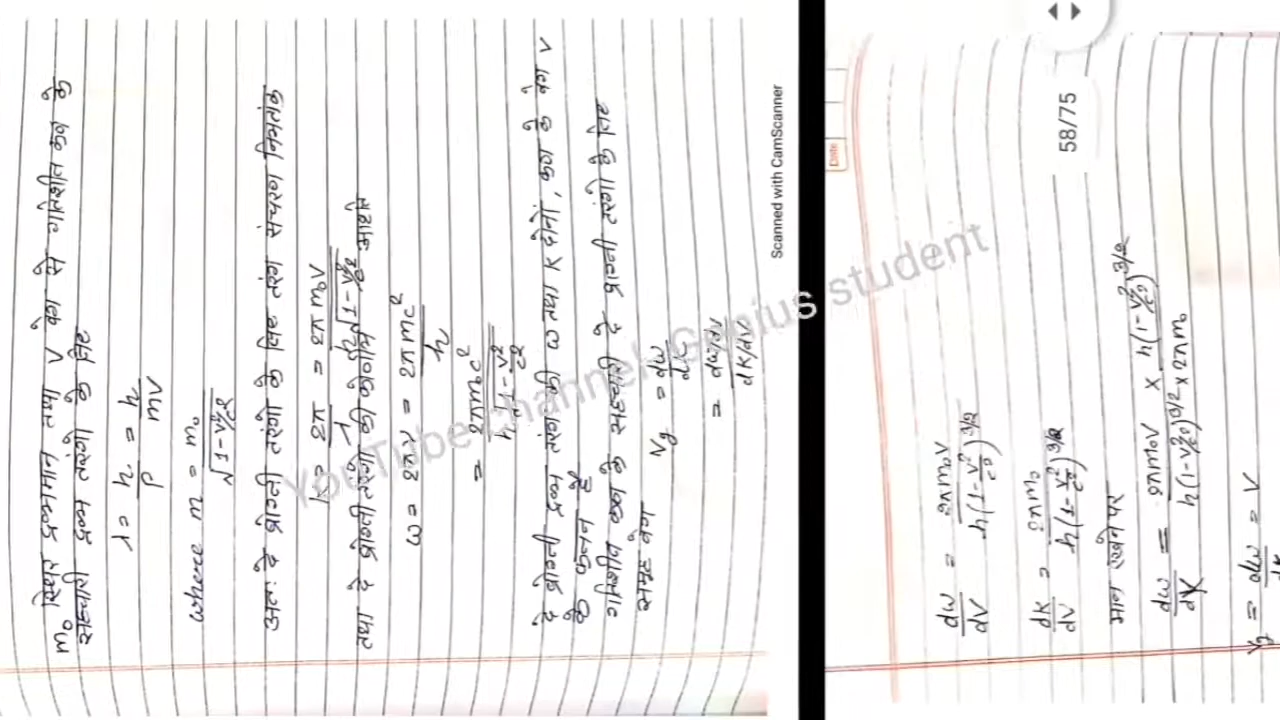 m₀ स्थिर द्रव्यमान तथा v वेग से गतिशील कण के
सहचारी द्रव्य तरंगों के लिए
λ = h/p = h/mv
where m = m₀/√(1-v²/c²)
अतः दे ब्रोग्ली तरंगों के लिए तरंग संचरण नियतांक
K = 2π/λ = 2πm₀v/h√(1-v²/c²)
तथा दे ब्रोग्ली तरंगों की कोणीय आवृत्ति
ω = 2πν = 2πmc²/h
= 2πm₀c²/h√(1-v²/c²)
दे ब्रोग्ली द्रव्य तरंग की ω तथा K दोनों, कण के वेग v
के फलन है
गतिशील कण के सहचारी दे ब्रोग्ली तरंगों के लिए
समूह वेग
Vg = dω/dK
= dω/dv / dK/dv
Scanned with CamScanner
YouTube channel-Genius student
Date
58/75
dω/dv = 2πm₀v/h(1-v²/c²)^3/2
dK/dv = 2πm₀/h(1-v²/c²)^3/2
मान रखने पर
dω/dK = 2πm₀v/h(1-v²/c²)^3/2 × h(1-v²/c²)^3/2/2πm₀
Vg = dω/dK = v